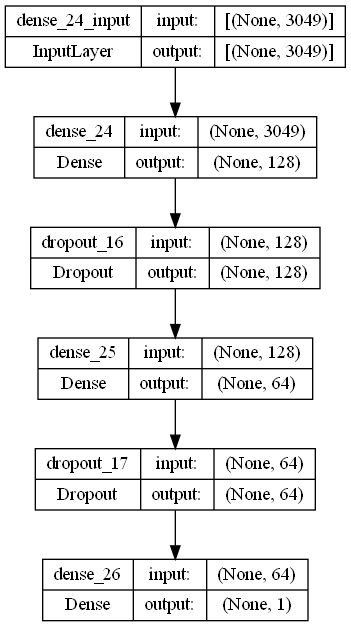 dense_24_input input: [(None, 3049)]
InputLayer output: [(None, 3049)]
dense_24 input: (None, 3049)
Dense output: (None, 128)
dropout_16 input: (None, 128)
Dropout output: (None, 128)
dense_25 input: (None, 128)
Dense output: (None, 64)
dropout_17 input: (None, 64)
Dropout output: (None, 64)
dense_26 input: (None, 64)
Dense output: (None, 1)